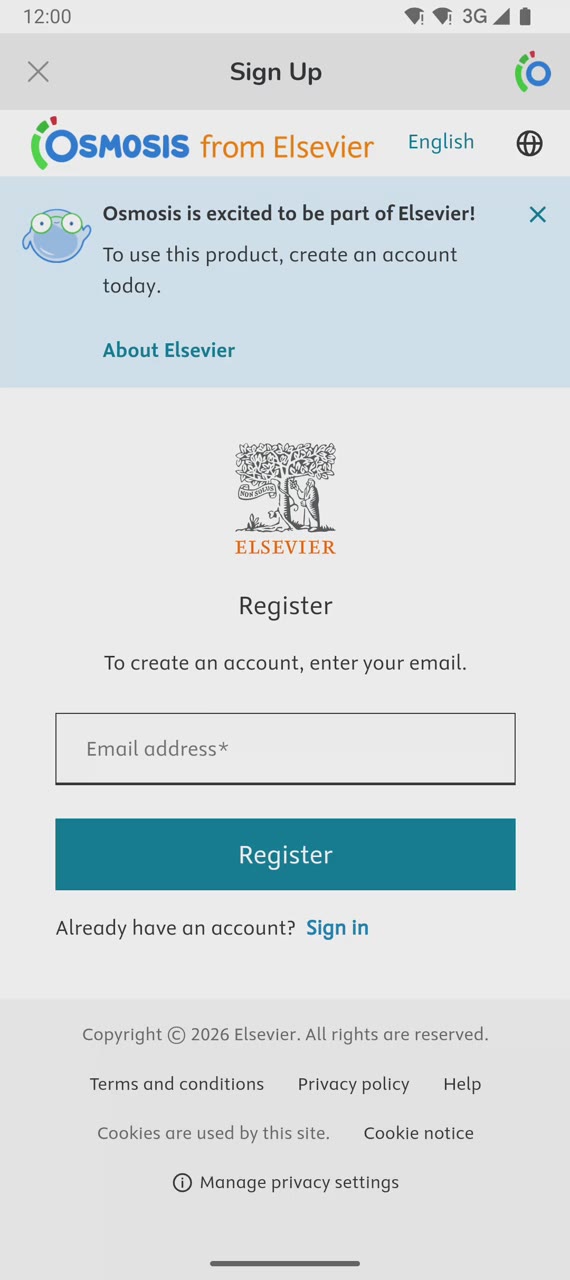 12:00
3G
Sign Up
OSMOSIS from Elsevier
English
Osmosis is excited to be part of Elsevier!
To use this product, create an account
today.
About Elsevier
NON SOLUS
ELSEVIER
Register
To create an account, enter your email.
Email address*
Register
Already have an account? Sign in
Copyright © 2026 Elsevier. All rights are reserved.
Terms and conditions
Privacy policy
Help
Cookies are used by this site.
Cookie notice
Manage privacy settings